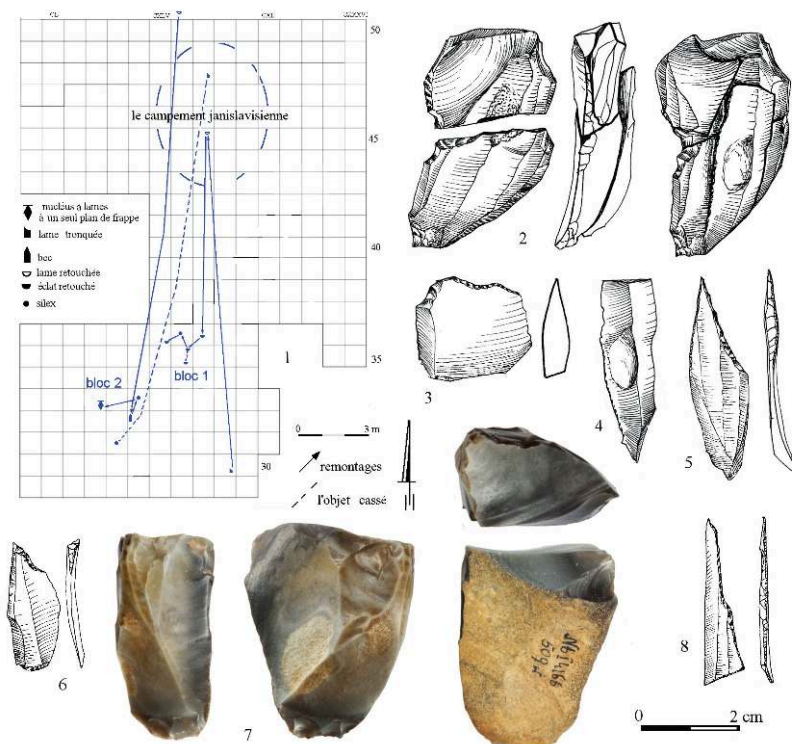 50
le campement janislavisienne
45
nucléus à lames
à un seul plan de frappe
lame tronquée
bec
lame retouchée
éclat retouché
silex
40
35
1
bloc 1
bloc 2
30
0 3 m
remontages
l'objet cassé
2
3
4
5
6
7
8
0 2 cm